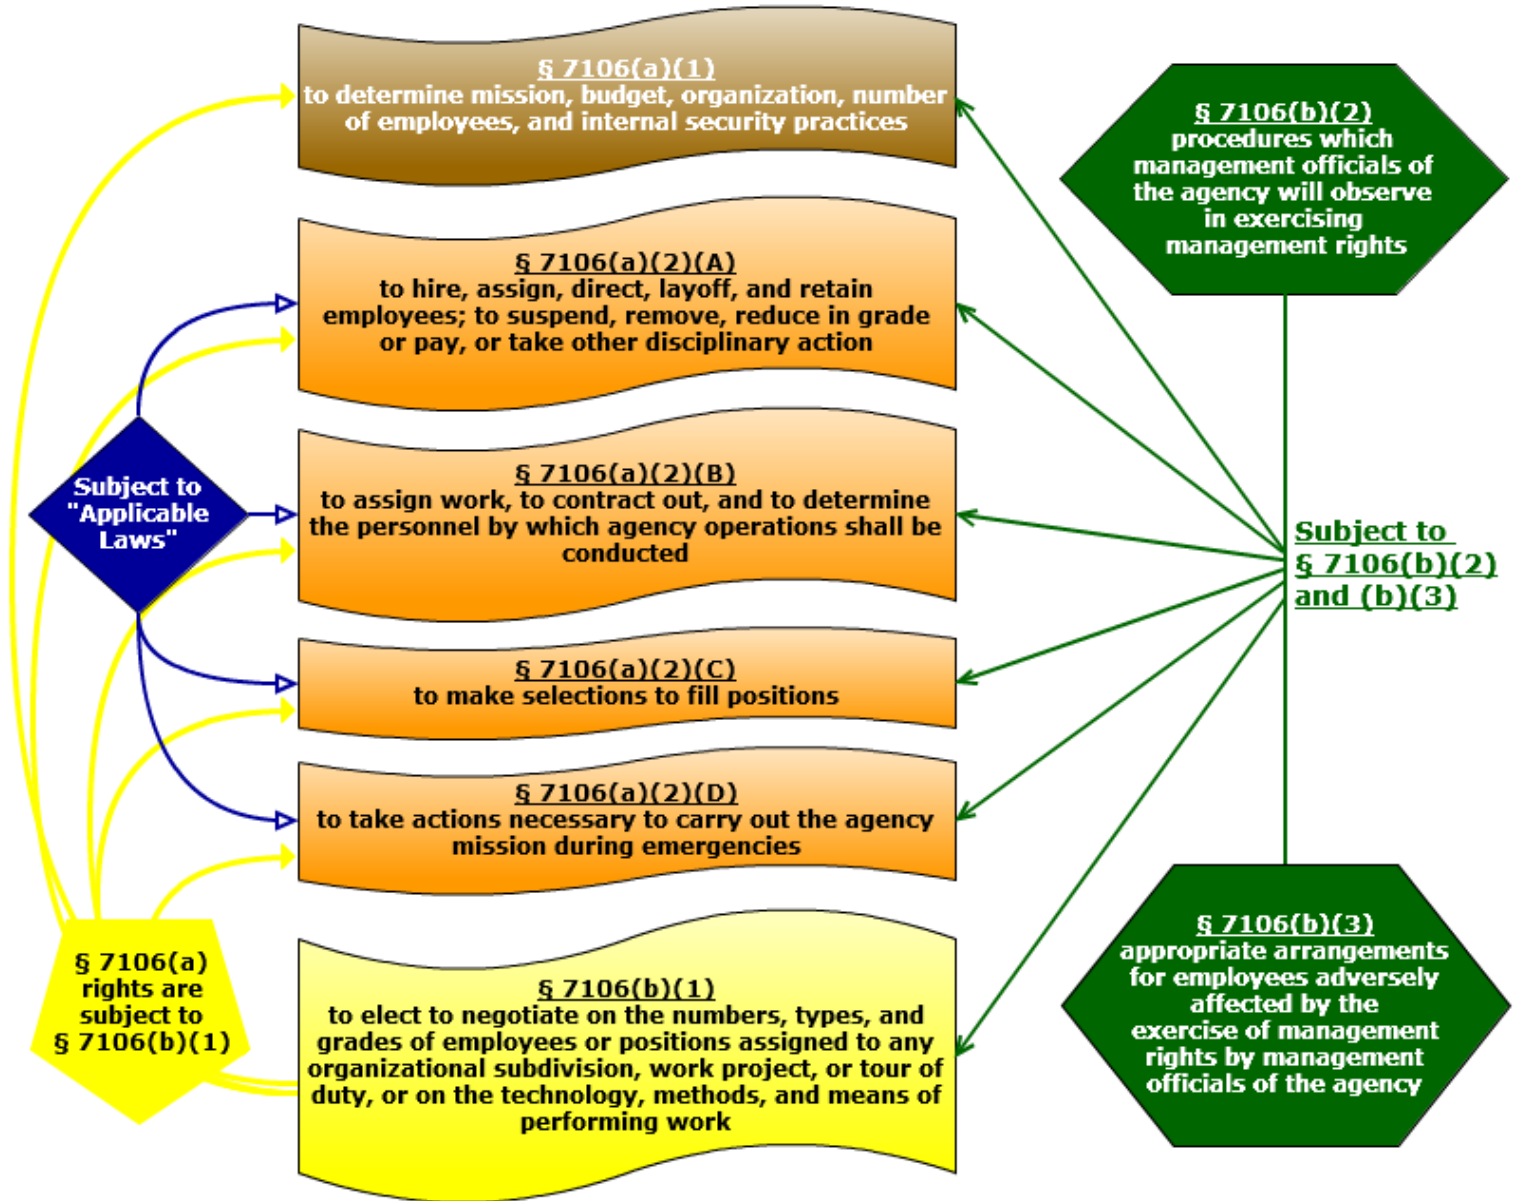 § 7106(a)(1)
to determine mission, budget, organization, number
of employees, and internal security practices
§ 7106(a)(2)(A)
to hire, assign, direct, layoff, and retain
employees; to suspend, remove, reduce in grade
or pay, or take other disciplinary action
§ 7106(a)(2)(B)
to assign work, to contract out, and to determine
the personnel by which agency operations shall be
conducted
§ 7106(a)(2)(C)
to make selections to fill positions
§ 7106(a)(2)(D)
to take actions necessary to carry out the agency
mission during emergencies
§ 7106(b)(1)
to elect to negotiate on the numbers, types, and
grades of employees or positions assigned to any
organizational subdivision, work project, or tour of
duty, or on the technology, methods, and means of
performing work
Subject to
"Applicable
Laws"
§ 7106(a)
rights are
subject to
§ 7106(b)(1)
§ 7106(b)(2)
procedures which
management officials of
the agency will observe
in exercising
management rights
Subject to
§ 7106(b)(2)
and (b)(3)
§ 7106(b)(3)
appropriate arrangements
for employees adversely
affected by the
exercise of management
rights by management
officials of the agency